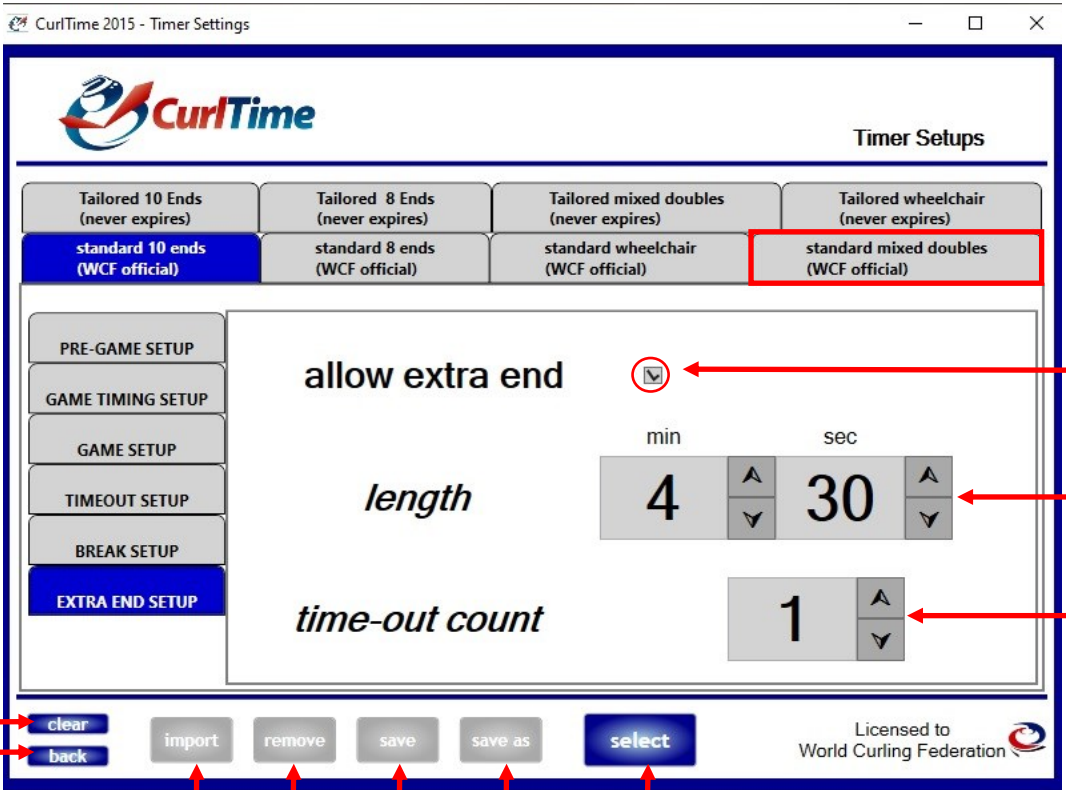 CurlTime 2015 - Timer Settings
CurlTime
Timer Setups
Tailored 10 Ends
(never expires)
Tailored 8 Ends
(never expires)
Tailored mixed doubles
(never expires)
Tailored wheelchair
(never expires)
standard 10 ends
(WCF official)
standard 8 ends
(WCF official)
standard wheelchair
(WCF official)
standard mixed doubles
(WCF official)
PRE-GAME SETUP
GAME TIMING SETUP
GAME SETUP
TIMEOUT SETUP
BREAK SETUP
EXTRA END SETUP
allow extra end
min sec
length 4 30
time-out count 1
clear
back
import
remove
save
save as
select
Licensed to
World Curling Federation